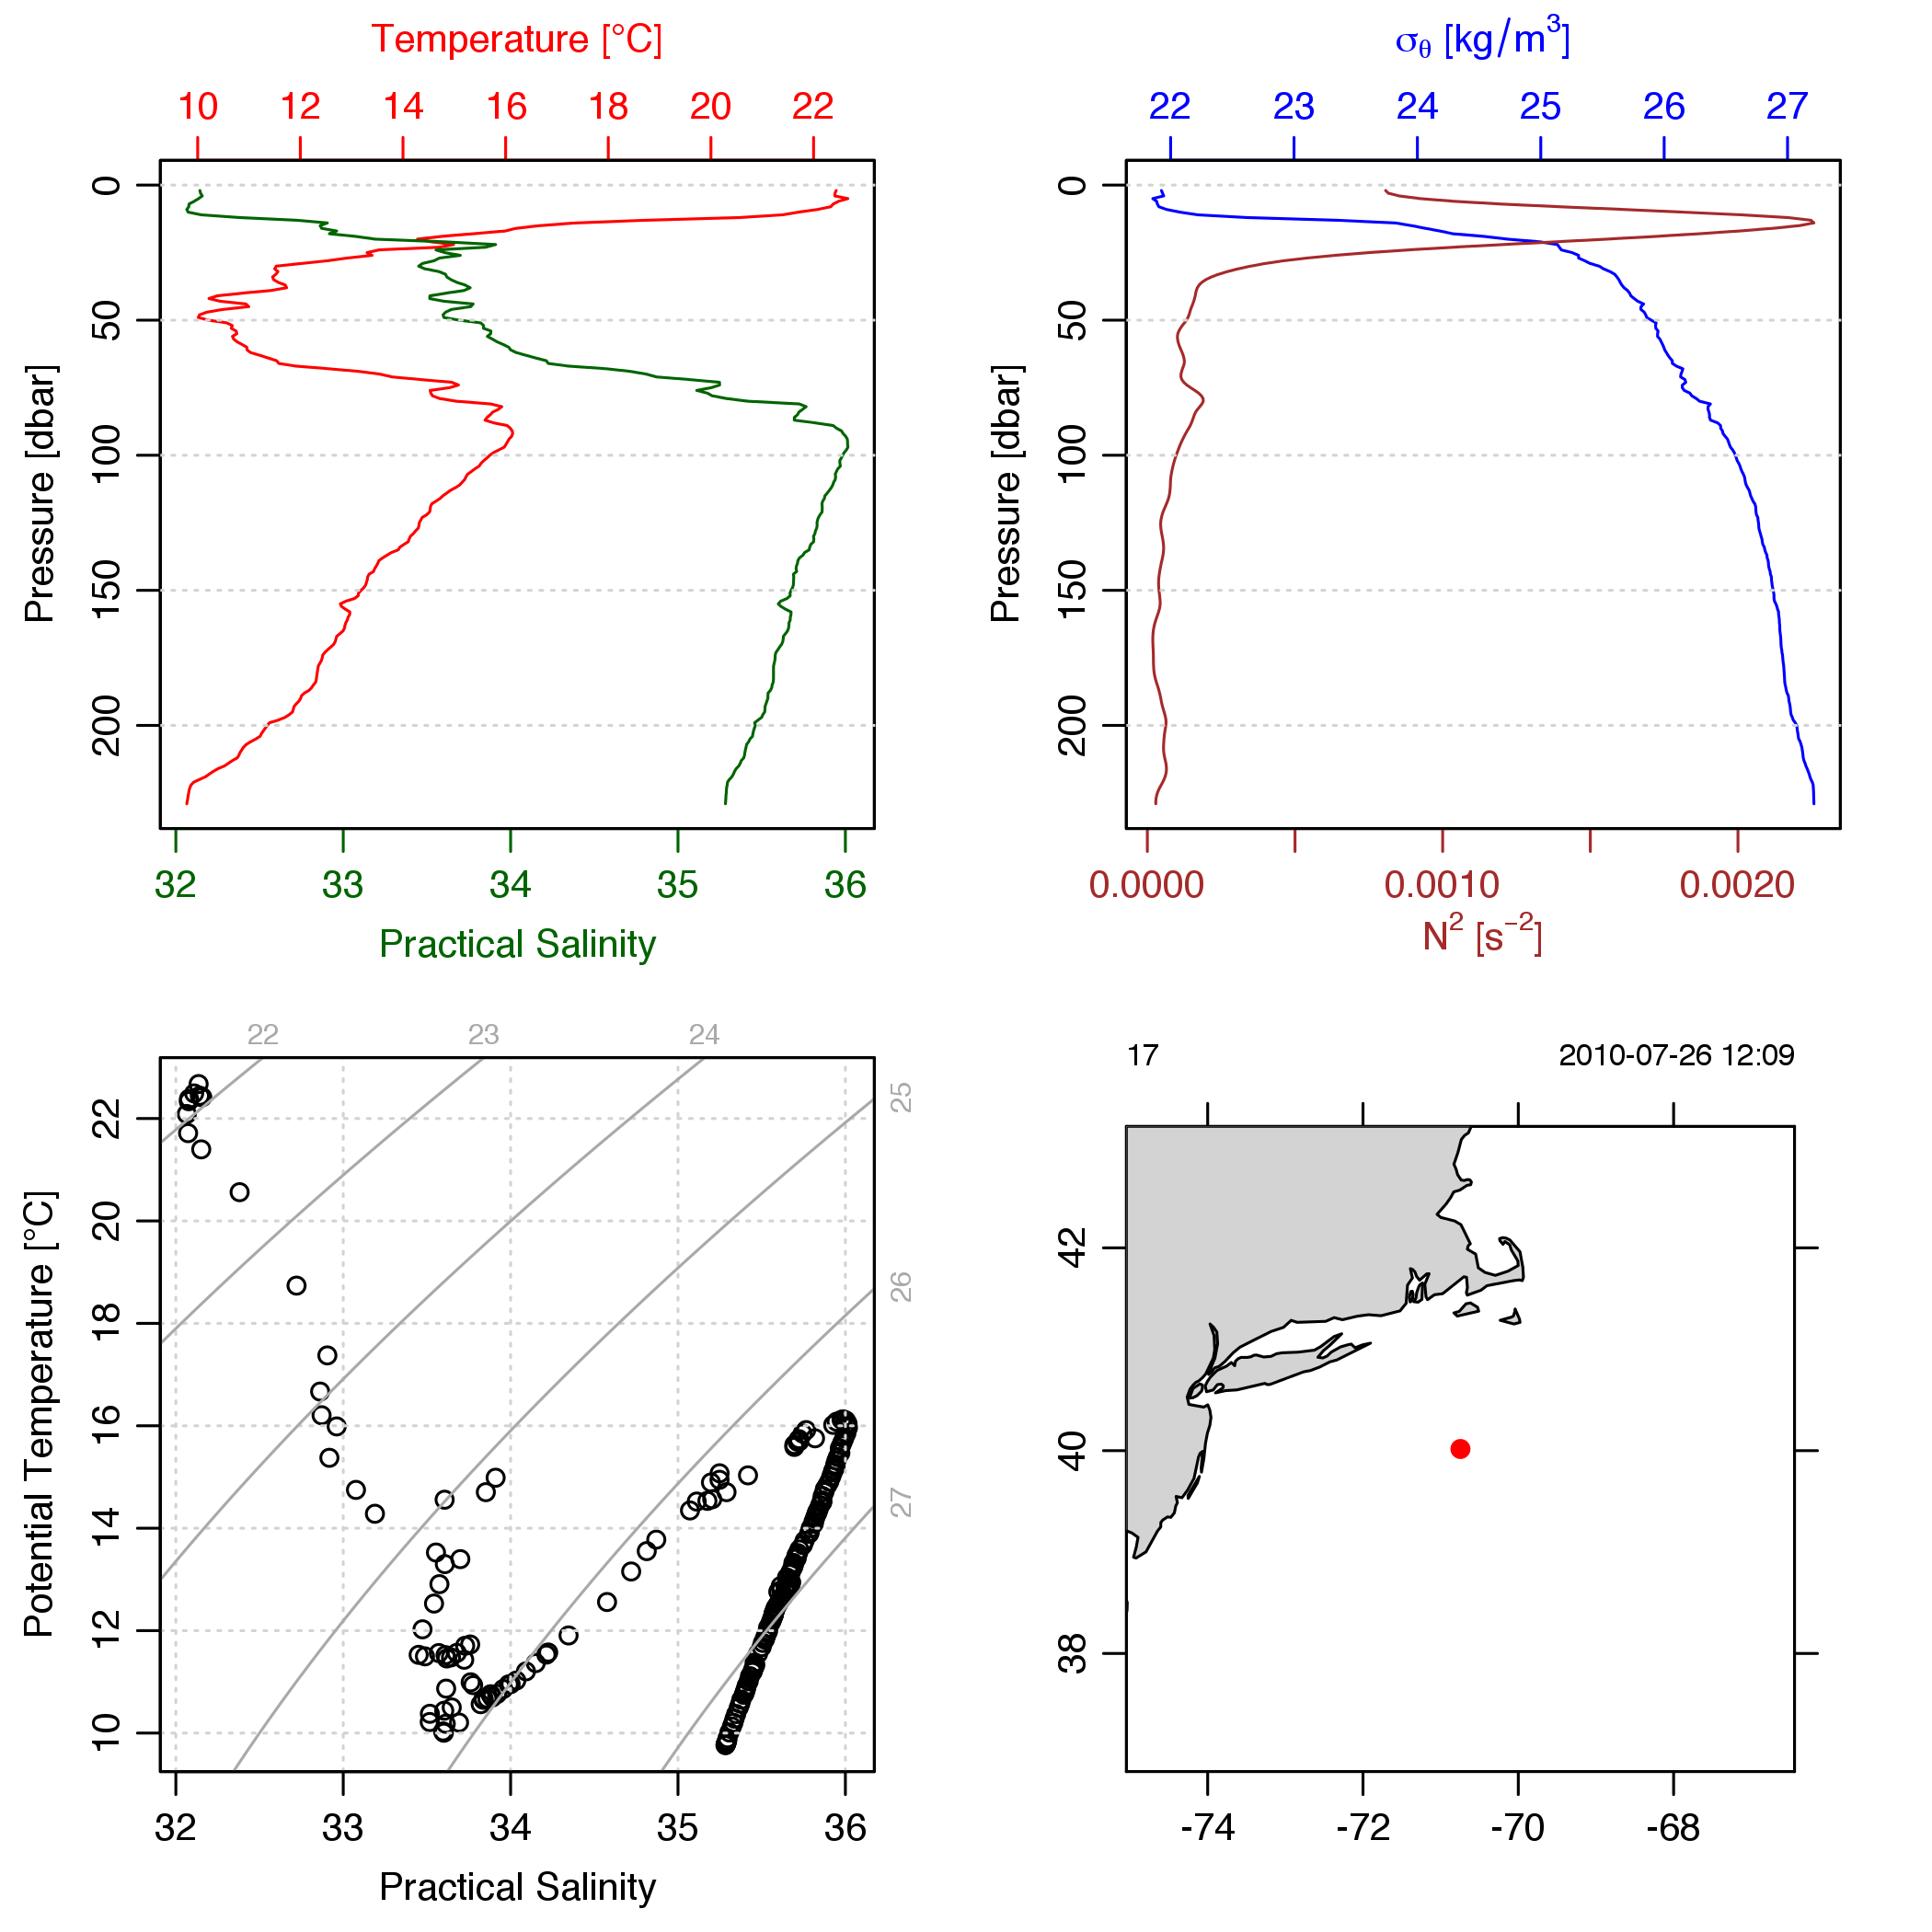 Temperature [°C]
10 12 14 16 18 20 22
0
50
100
150
200
Pressure [dbar]
32 33 34 35 36
Practical Salinity
σθ [kg/m³]
22 23 24 25 26 27
0
50
100
150
200
Pressure [dbar]
0.0000 0.0010 0.0020
N² [s⁻²]
22 23 24
25
26
27
22
20
18
16
14
12
10
Potential Temperature [°C]
32 33 34 35 36
Practical Salinity
17 2010-07-26 12:09
42
40
38
-74 -72 -70 -68